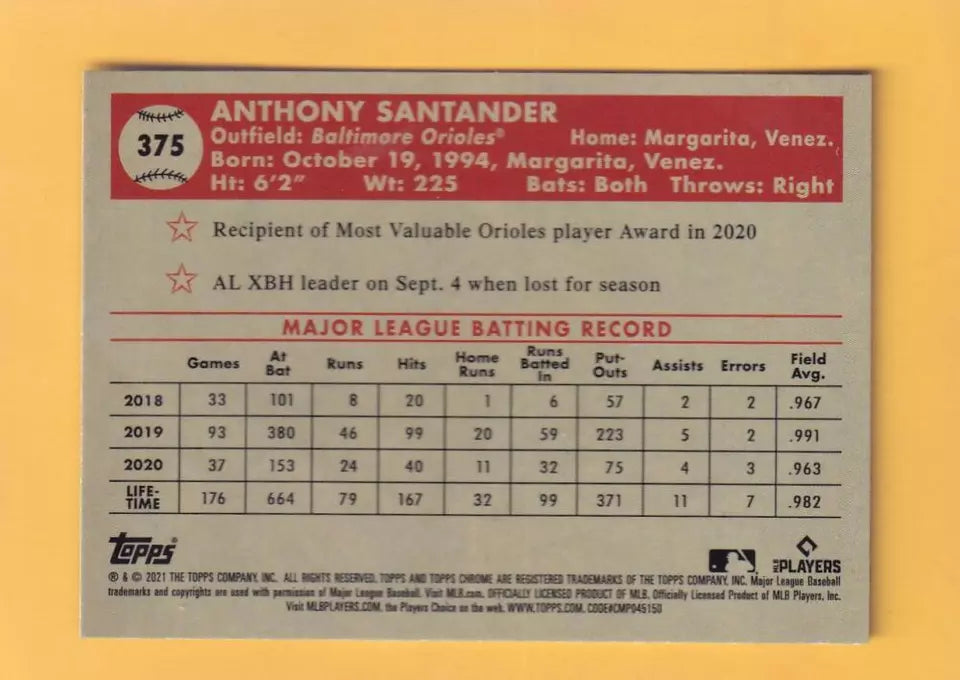 375
ANTHONY SANTANDER
Outfield: Baltimore Orioles® Home: Margarita, Venez.
Born: October 19, 1994, Margarita, Venez.
Ht: 6'2" Wt: 225 Bats: Both Throws: Right
Recipient of Most Valuable Orioles player Award in 2020
AL XBH leader on Sept. 4 when lost for season
MAJOR LEAGUE BATTING RECORD
Games At Bat Runs Hits Home Runs Runs Batted In Put-Outs Assists Errors Field Avg.
2018 33 101 8 20 1 6 57 2 2 .967
2019 93 380 46 99 20 59 223 5 2 .991
2020 37 153 24 40 11 32 75 4 3 .963
LIFE-TIME 176 664 79 167 32 99 371 11 7 .982
Topps® MLB PLAYERS
® & © 2021 THE TOPPS COMPANY, INC. ALL RIGHTS RESERVED. TOPPS AND TOPPS CHROME ARE REGISTERED TRADEMARKS OF THE TOPPS COMPANY, INC. Major League Baseball
trademarks and copyrights are used with permission of Major League Baseball. Visit MLB.com. OFFICIALLY LICENSED PRODUCT OF MLB. Officially Licensed Product of MLB Players, Inc.
Visit MLBPLAYERS.COM, the Players Choice on the web. WWW.TOPPS.COM. CODE#CMP045150